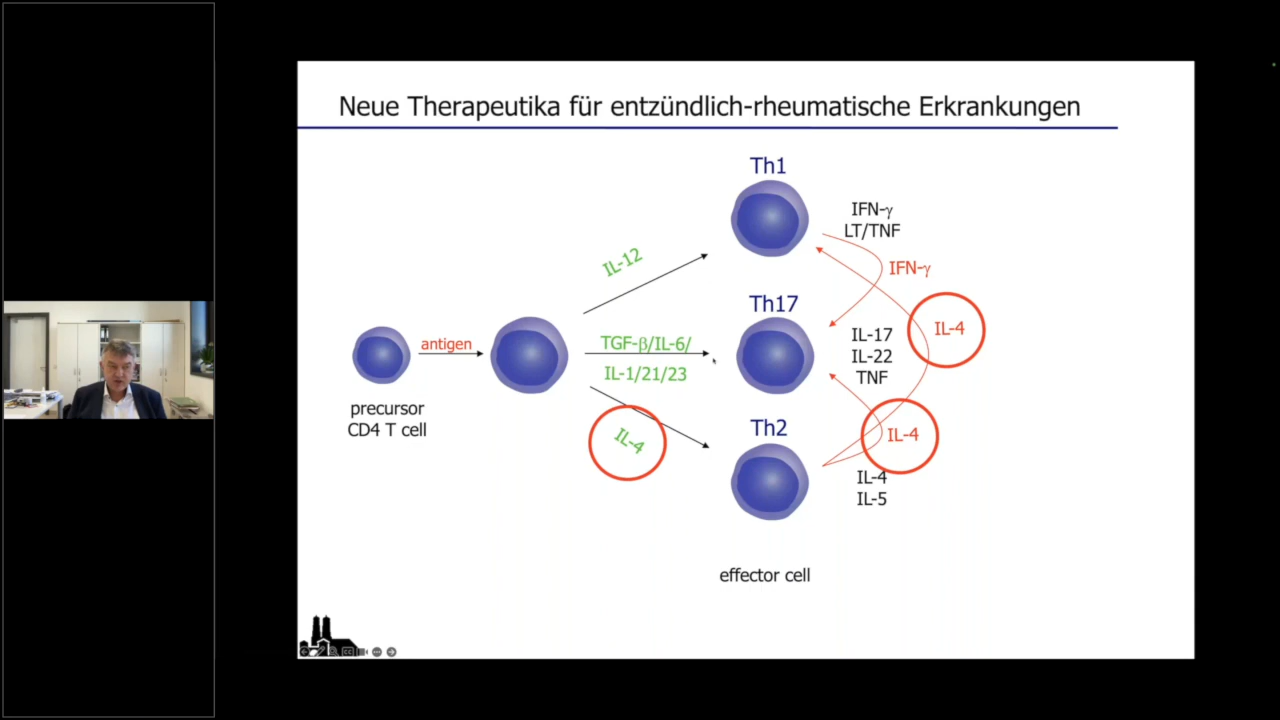 Neue Therapeutika für entzündlich-rheumatische Erkrankungen
Th1
IFN-γ
LT/TNF
IL-12
IFN-γ
Th17
IL-4
antigen
TGF-β/IL-6/
IL-1/21/23
IL-17
IL-22
TNF
precursor
CD4 T cell
IL-4
Th2
IL-4
IL-4
IL-5
effector cell